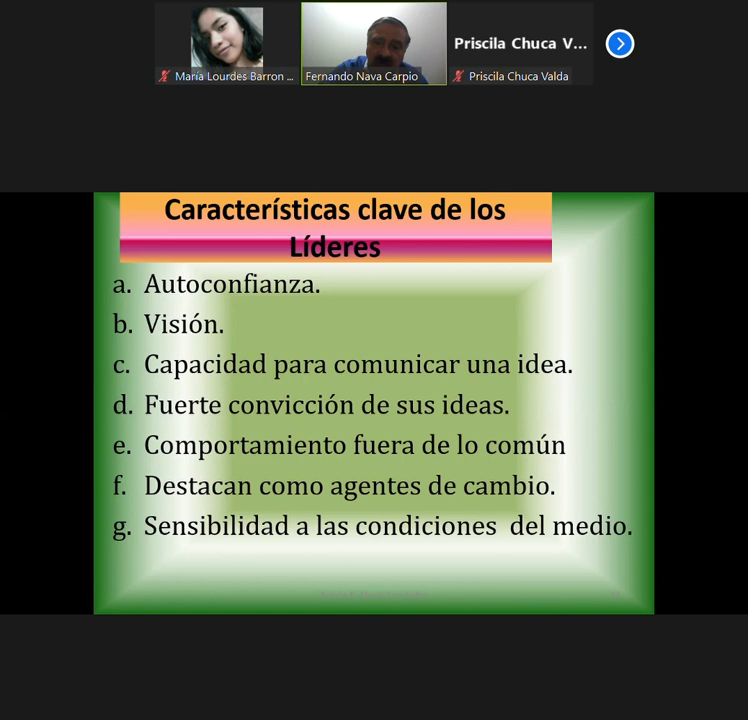 Priscila Chuca V...
María Lourdes Barron ...
Fernando Nava Carpio
Priscila Chuca Valda
Características clave de los
Líderes
a. Autoconfianza.
b. Visión.
c. Capacidad para comunicar una idea.
d. Fuerte convicción de sus ideas.
e. Comportamiento fuera de lo común
f. Destacan como agentes de cambio.
g. Sensibilidad a las condiciones  del medio.